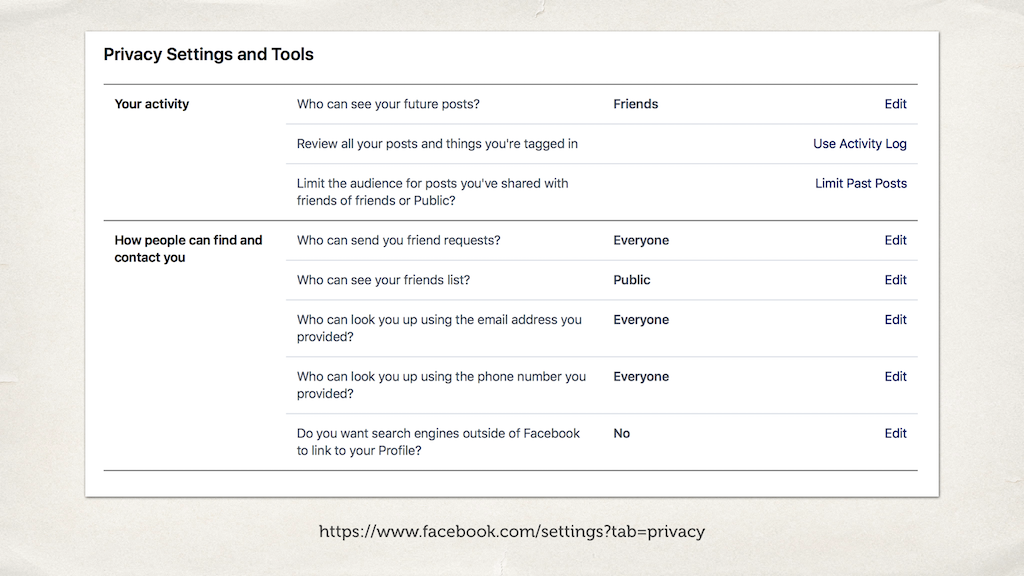 Privacy Settings and Tools
Your activity
Who can see your future posts?
Friends
Edit
Review all your posts and things you're tagged in
Use Activity Log
Limit the audience for posts you've shared with
friends of friends or Public?
Limit Past Posts
How people can find and
contact you
Who can send you friend requests?
Everyone
Edit
Who can see your friends list?
Public
Edit
Who can look you up using the email address you
provided?
Everyone
Edit
Who can look you up using the phone number you
provided?
Everyone
Edit
Do you want search engines outside of Facebook
to link to your Profile?
No
Edit
https://www.facebook.com/settings?tab=privacy